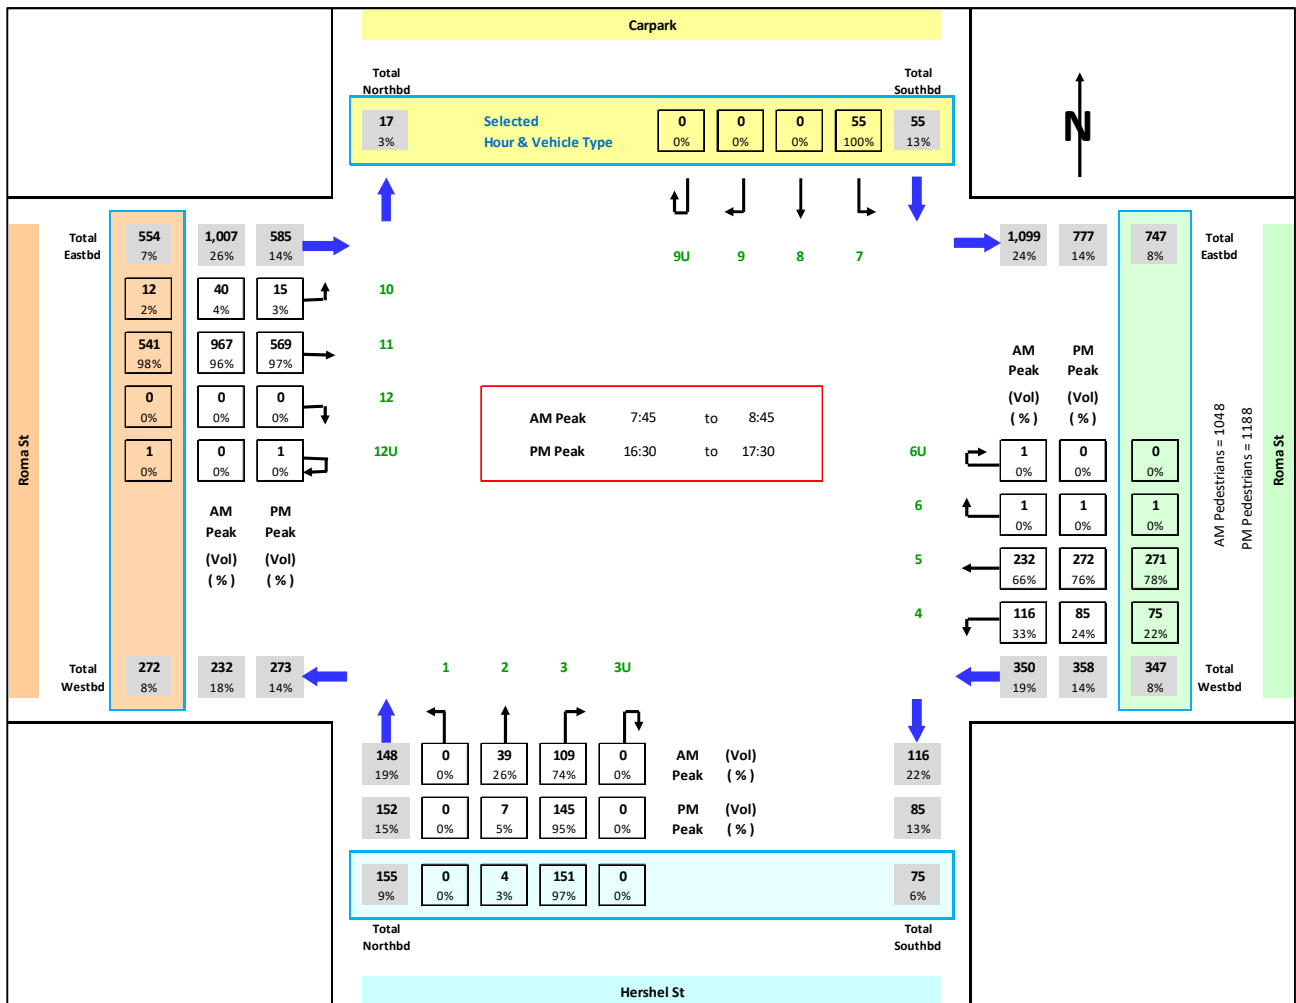 Carpark
Total
Northbd
Total
Southbd
17
3%
Selected
Hour & Vehicle Type
0
0%
0
0%
0
0%
55
100%
55
13%
N
Total
Eastbd
554
7%
1,007
26%
585
14%
9U
9
8
7
1,099
24%
777
14%
747
8%
Total
Eastbd
12
2%
40
4%
15
3%
10
541
98%
967
96%
569
97%
11
0
0%
0
0%
0
0%
12
1
0%
0
0%
1
0%
12U
AM
Peak
(Vol)
( % )
PM
Peak
(Vol)
( % )
Roma St
AM Peak 7:45 to 8:45
PM Peak 16:30 to 17:30
AM
Peak
(Vol)
( % )
PM
Peak
(Vol)
( % )
6U
1
0%
0
0%
0
0%
6
1
0%
1
0%
1
0%
5
232
66%
272
76%
271
78%
4
116
33%
85
24%
75
22%
AM Pedestrians = 1048
PM Pedestrians = 1188
Roma St
Total
Westbd
272
8%
232
18%
273
14%
1
2
3
3U
350
19%
358
14%
347
8%
Total
Westbd
148
19%
0
0%
39
26%
109
74%
0
0%
AM (Vol)
Peak ( % )
116
22%
152
15%
0
0%
7
5%
145
95%
0
0%
PM (Vol)
Peak ( % )
85
13%
155
9%
0
0%
4
3%
151
97%
0
0%
75
6%
Total
Northbd
Total
Southbd
Hershel St